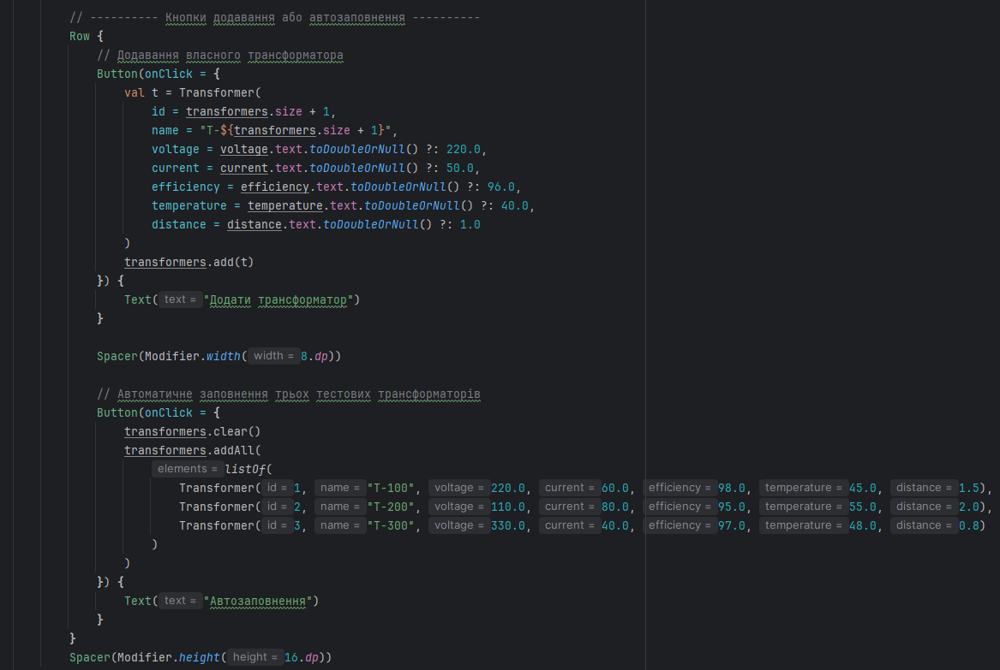 // ---------- Кнопки додавання або автозаповнення ----------
Row {
// Додавання власного трансформатора
Button(onClick = {
val t = Transformer(
id = transformers.size + 1,
name = "T-${transformers.size + 1}",
voltage = voltage.text.toDoubleOrNull() ?: 220.0,
current = current.text.toDoubleOrNull() ?: 50.0,
efficiency = efficiency.text.toDoubleOrNull() ?: 96.0,
temperature = temperature.text.toDoubleOrNull() ?: 40.0,
distance = distance.text.toDoubleOrNull() ?: 1.0
)
transformers.add(t)
}) {
Text( text = "Додати трансформатор")
}
Spacer(Modifier.width( width = 8.dp))
// Автоматичне заповнення трьох тестових трансформаторів
Button(onClick = {
transformers.clear()
transformers.addAll(
elements = listOf(
Transformer( id = 1, name = "T-100", voltage = 220.0, current = 60.0, efficiency = 98.0, temperature = 45.0, distance = 1.5),
Transformer( id = 2, name = "T-200", voltage = 110.0, current = 80.0, efficiency = 95.0, temperature = 55.0, distance = 2.0),
Transformer( id = 3, name = "T-300", voltage = 330.0, current = 40.0, efficiency = 97.0, temperature = 48.0, distance = 0.8)
)
)
}) {
Text( text = "Автозаповнення")
}
}
Spacer(Modifier.height( height = 16.dp))